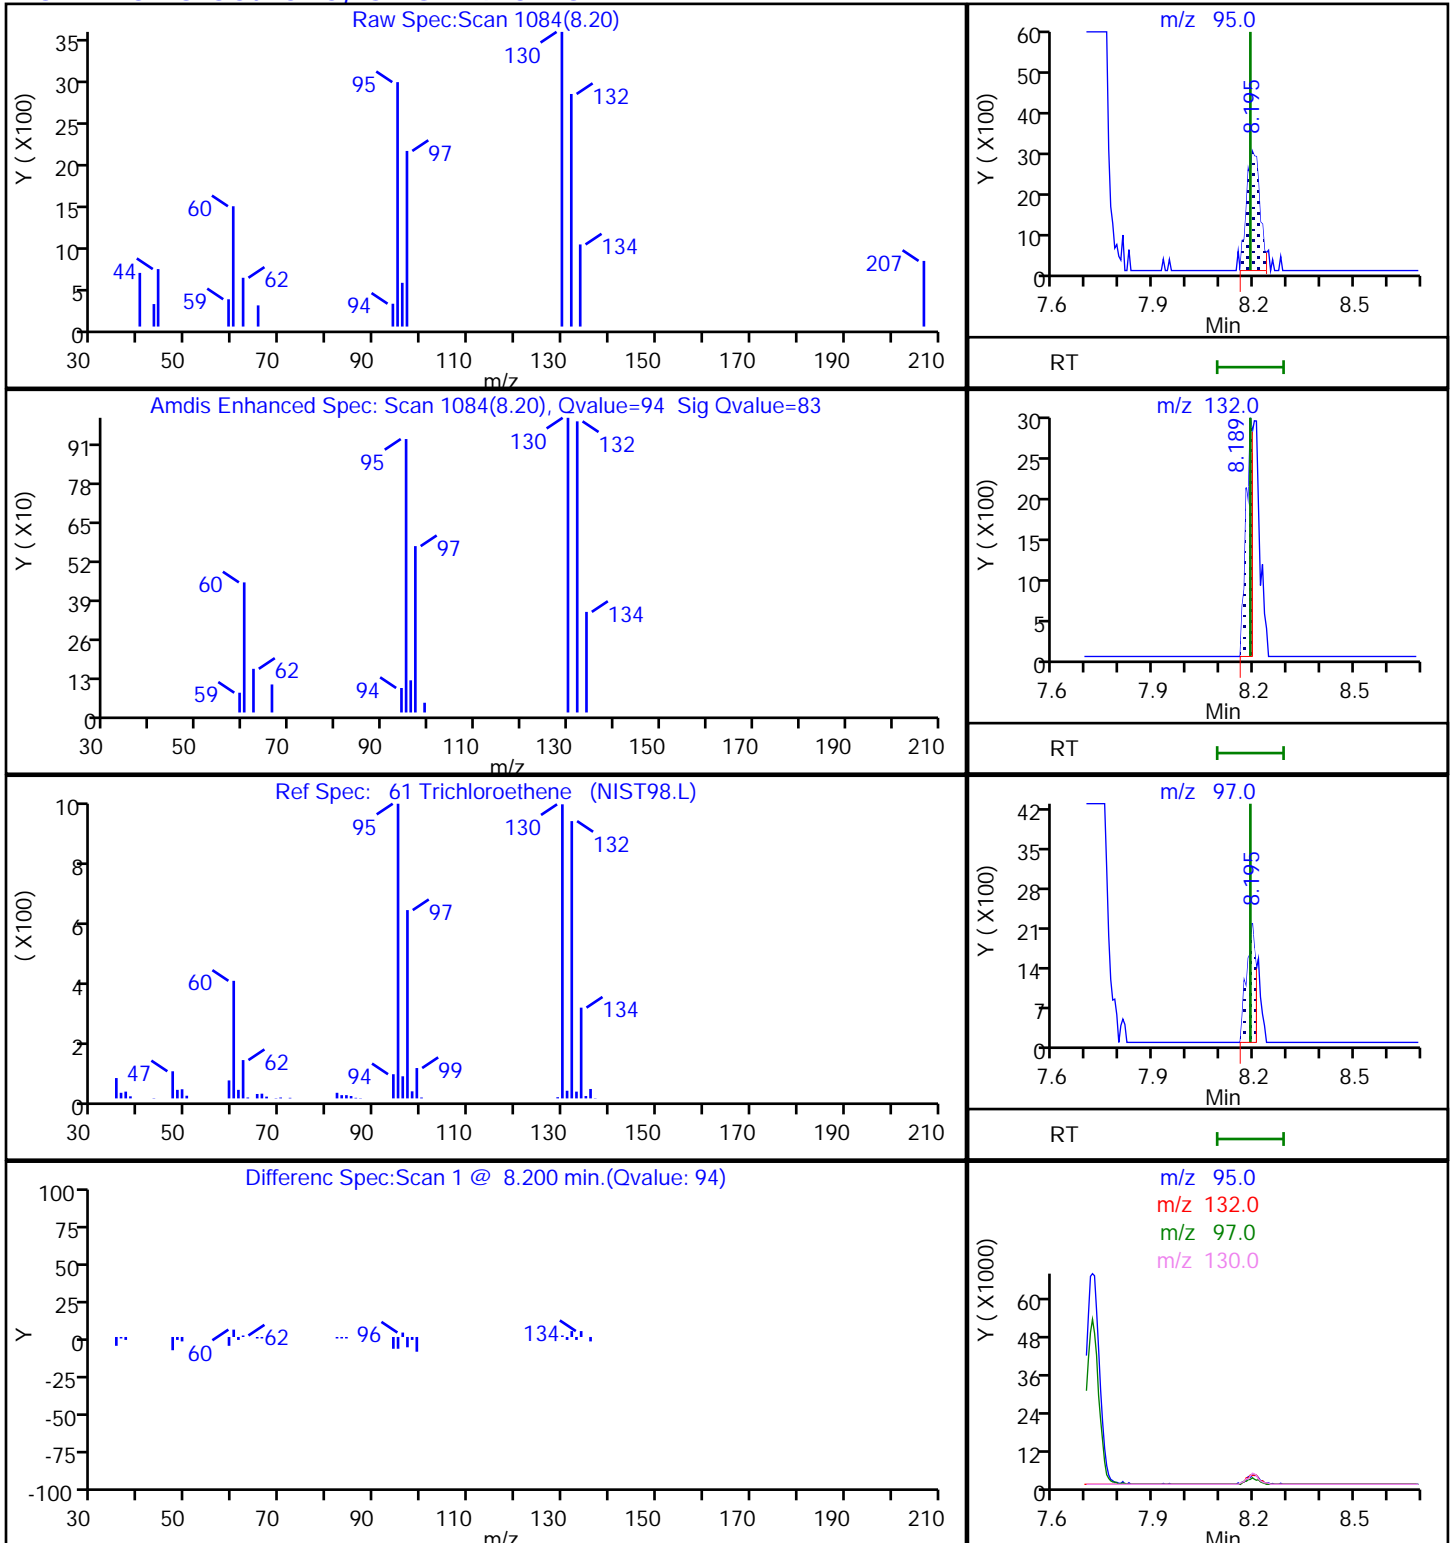 Raw Spec:Scan 1084(8.20)
Y ( X100)
35
30
25
20
15
10
5
0
130
95
132
97
60
134
44
62
59
94
207
30 50 70 90 110 130 150 170 190 210
m/z
m/z 95.0
Y ( X100)
60
50
40
30
20
10
0
8.195
7.6 7.9 8.2 8.5
Min
RT
Amdis Enhanced Spec: Scan 1084(8.20), Qvalue=94 Sig Qvalue=83
Y ( X10)
91
78
65
52
39
26
13
0
130
132
95
97
60
134
62
59
94
30 50 70 90 110 130 150 170 190 210
m/z
m/z 132.0
Y ( X100)
30
25
20
15
10
5
0
8.189
7.6 7.9 8.2 8.5
Min
RT
Ref Spec: 61 Trichloroethene (NIST98.L)
( X100)
10
8
6
4
2
0
95
130
132
97
60
134
47
62
94
99
30 50 70 90 110 130 150 170 190 210
m/z 97.0
Y ( X100)
42
35
28
21
14
7
0
8.195
7.6 7.9 8.2 8.5
Min
RT
Differenc Spec:Scan 1 @ 8.200 min.(Qvalue: 94)
Y
100
75
50
25
0
-25
-50
-75
-100
60
62
96
134
30 50 70 90 110 130 150 170 190 210
m/z
m/z 95.0
m/z 132.0
m/z 97.0
m/z 130.0
Y ( X1000)
60
48
36
24
12
0
7.6 7.9 8.2 8.5
Min